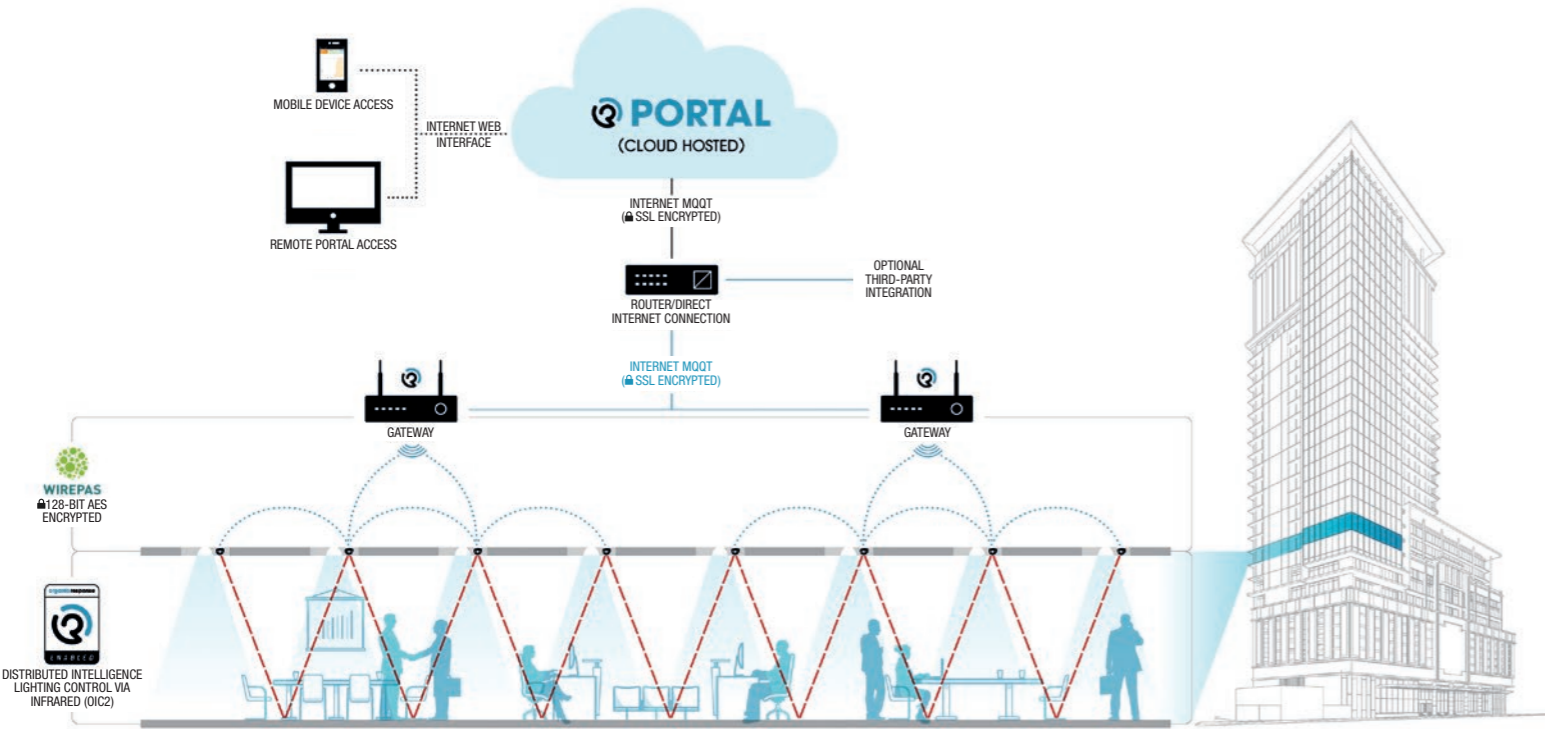 MOBILE DEVICE ACCESS
INTERNET WEB
INTERFACE
REMOTE PORTAL ACCESS
PORTAL
(CLOUD HOSTED)
INTERNET MQQT
(SSL ENCRYPTED)
ROUTER/DIRECT
INTERNET CONNECTION
OPTIONAL
THIRD-PARTY
INTEGRATION
INTERNET MQQT
(SSL ENCRYPTED)
GATEWAY
GATEWAY
WIREPAS
128-BIT AES
ENCRYPTED
organicresponse
ENABLED
DISTRIBUTED INTELLIGENCE
LIGHTING CONTROL VIA
INFRARED (OIC2)